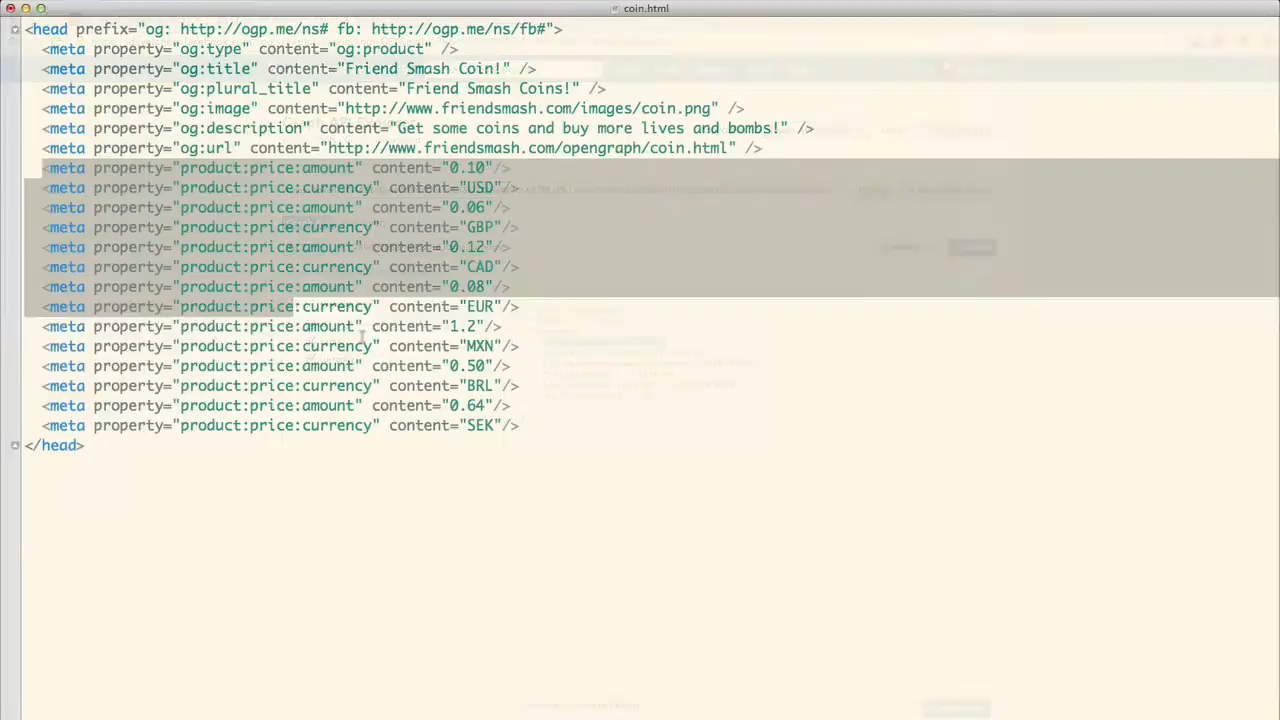 coin.html
<head prefix="og: http://ogp.me/ns# fb: http://ogp.me/ns/fb#">
<meta property="og:type" content="og:product" />
<meta property="og:title" content="Friend Smash Coin!" />
<meta property="og:plural_title" content="Friend Smash Coins!" />
<meta property="og:image" content="http://www.friendsmash.com/images/coin.png" />
<meta property="og:description" content="Get some coins and buy more lives and bombs!" />
<meta property="og:url" content="http://www.friendsmash.com/opengraph/coin.html" />
<meta property="product:price:amount" content="0.10"/>
<meta property="product:price:currency" content="USD"/>
<meta property="product:price:amount" content="0.06"/>
<meta property="product:price:currency" content="GBP"/>
<meta property="product:price:amount" content="0.12"/>
<meta property="product:price:currency" content="CAD"/>
<meta property="product:price:amount" content="0.08"/>
<meta property="product:price:currency" content="EUR"/>
<meta property="product:price:amount" content="1.2"/>
<meta property="product:price:currency" content="MXN"/>
<meta property="product:price:amount" content="0.50"/>
<meta property="product:price:currency" content="BRL"/>
<meta property="product:price:amount" content="0.64"/>
<meta property="product:price:currency" content="SEK"/>
</head>